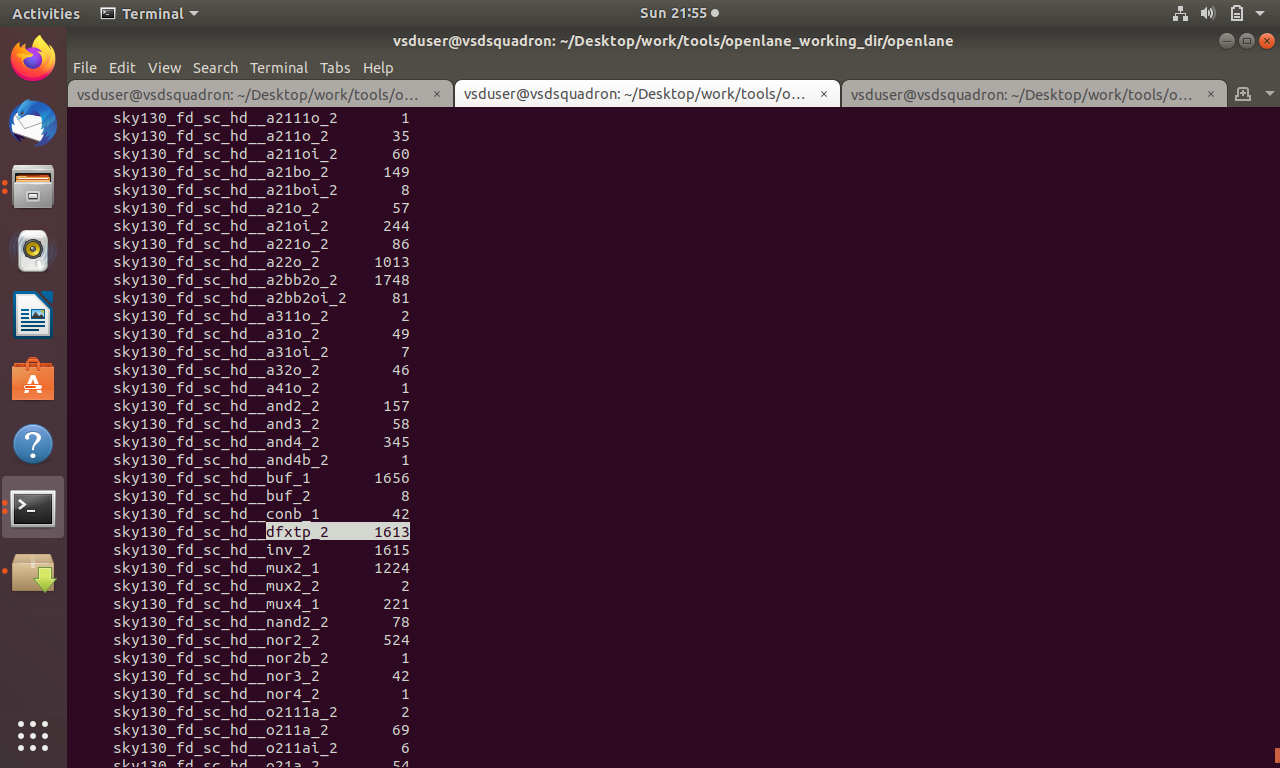 Activities Terminal Sun 21:55
vsduser@vsdsquadron: ~/Desktop/work/tools/openlane_working_dir/openlane
File Edit View Search Terminal Tabs Help
vsduser@vsdsquadron: ~/Desktop/work/tools/o... × vsduser@vsdsquadron: ~/Desktop/work/tools/o... × vsduser@vsdsquadron: ~/Desktop/work/tools/o... ×
sky130_fd_sc_hd__a2111o_2 1
sky130_fd_sc_hd__a211o_2 35
sky130_fd_sc_hd__a211oi_2 60
sky130_fd_sc_hd__a21bo_2 149
sky130_fd_sc_hd__a21boi_2 8
sky130_fd_sc_hd__a21o_2 57
sky130_fd_sc_hd__a21oi_2 244
sky130_fd_sc_hd__a221o_2 86
sky130_fd_sc_hd__a22o_2 1013
sky130_fd_sc_hd__a2bb2o_2 1748
sky130_fd_sc_hd__a2bb2oi_2 81
sky130_fd_sc_hd__a311o_2 2
sky130_fd_sc_hd__a31o_2 49
sky130_fd_sc_hd__a31oi_2 7
sky130_fd_sc_hd__a32o_2 46
sky130_fd_sc_hd__a41o_2 1
sky130_fd_sc_hd__and2_2 157
sky130_fd_sc_hd__and3_2 58
sky130_fd_sc_hd__and4_2 345
sky130_fd_sc_hd__and4b_2 1
sky130_fd_sc_hd__buf_1 1656
sky130_fd_sc_hd__buf_2 8
sky130_fd_sc_hd__conb_1 42
sky130_fd_sc_hd__dfxtp_2 1613
sky130_fd_sc_hd__inv_2 1615
sky130_fd_sc_hd__mux2_1 1224
sky130_fd_sc_hd__mux2_2 2
sky130_fd_sc_hd__mux4_1 221
sky130_fd_sc_hd__nand2_2 78
sky130_fd_sc_hd__nor2_2 524
sky130_fd_sc_hd__nor2b_2 1
sky130_fd_sc_hd__nor3_2 42
sky130_fd_sc_hd__nor4_2 1
sky130_fd_sc_hd__o2111a_2 2
sky130_fd_sc_hd__o211a_2 69
sky130_fd_sc_hd__o211ai_2 6
sky130_fd_sc_hd__o21a_2 54